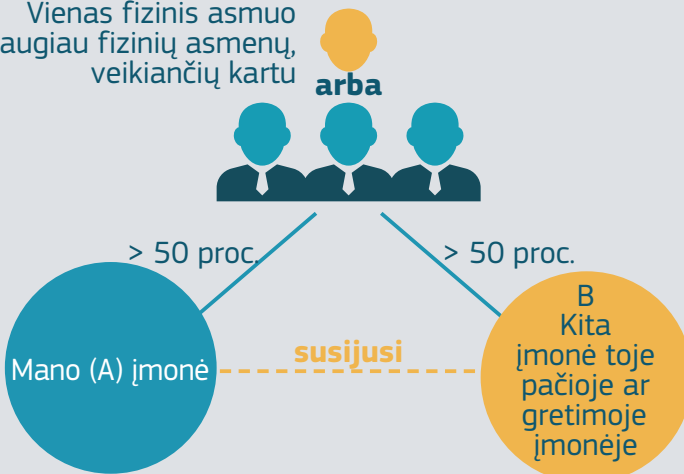 Vienas fizinis asmuo
augiau fizinių asmenų,
veikiančių kartu
arba
> 50 proc.
> 50 proc.
Mano (A) įmonė
susijusi
B
Kita
įmonė toje
pačioje ar
gretimoje
įmonėje